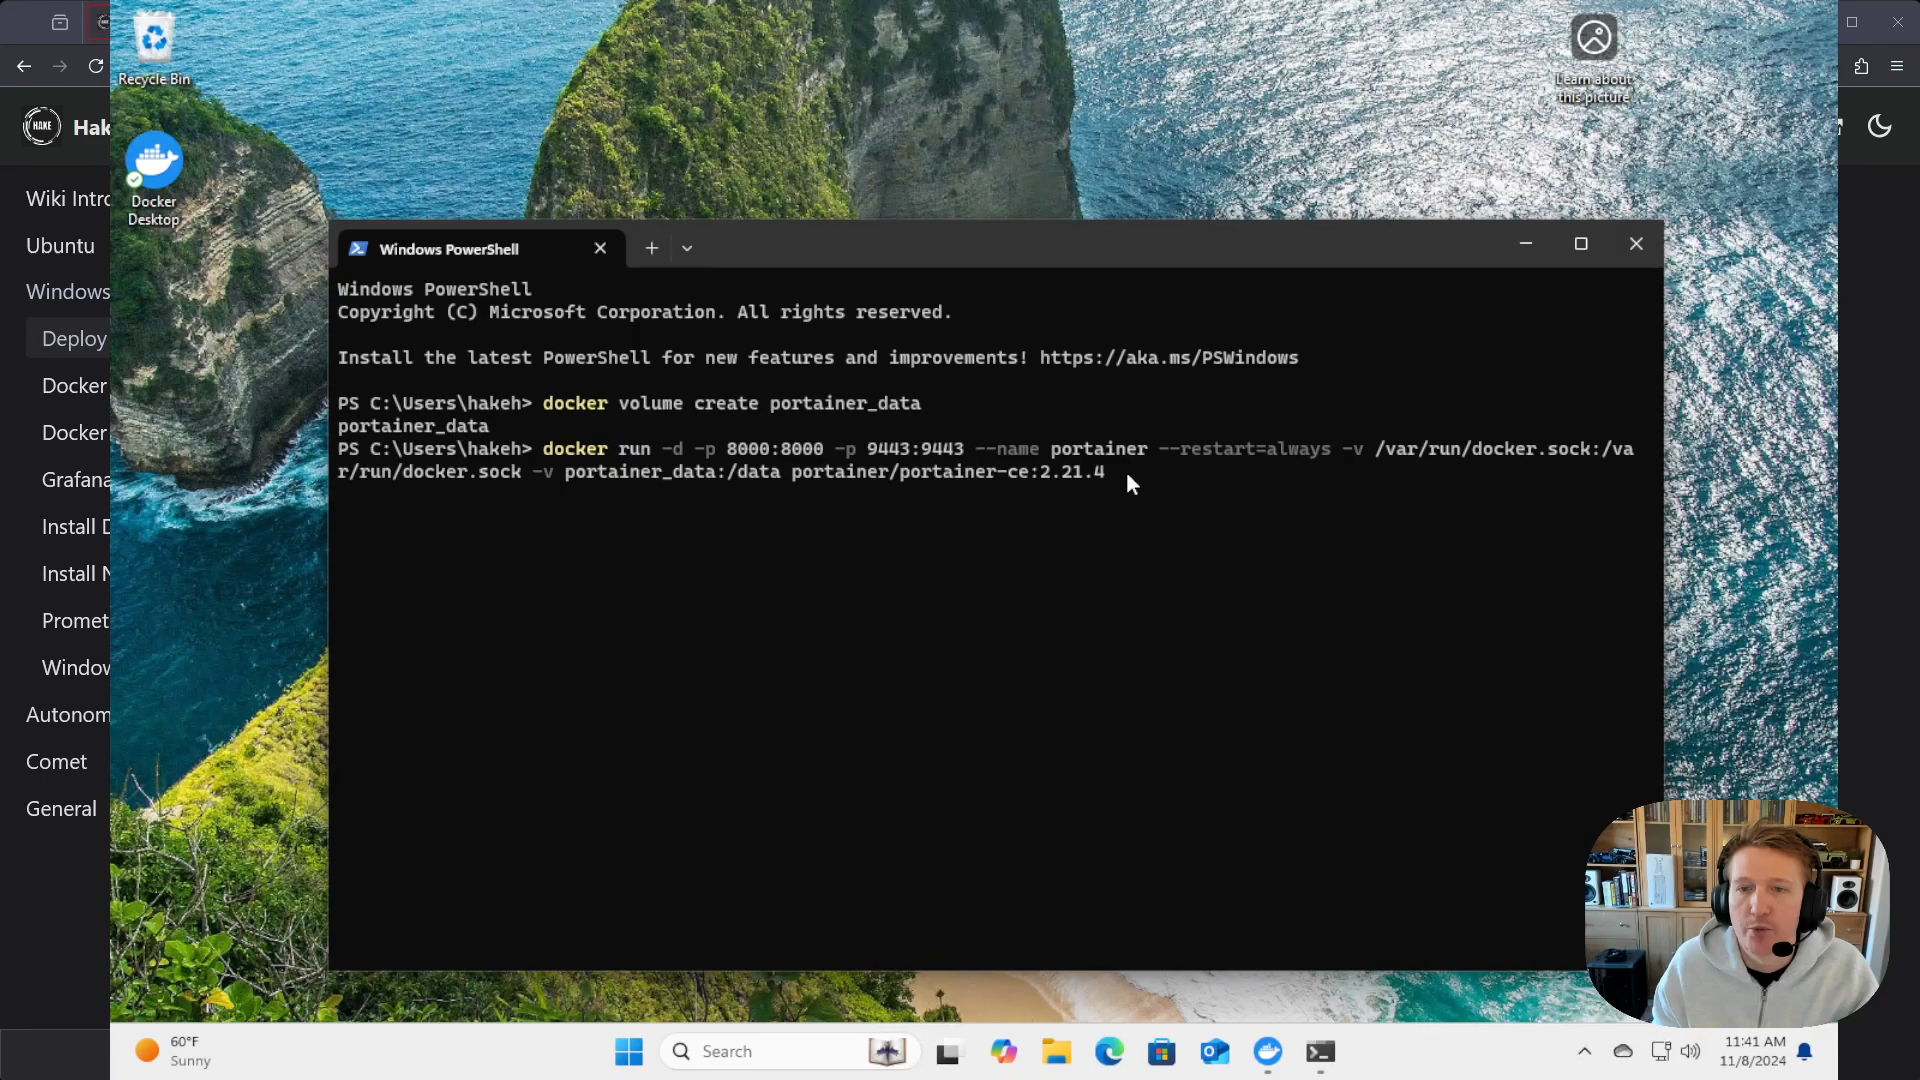 Recycle Bin
Learn about
this picture
HAKE
Hak
Docker
Desktop
Wiki Intro
Ubuntu
Windows
Deploy
Docker
Docker
Grafana
Install D
Install N
Promet
Window
Autonom
Comet
General
Windows PowerShell
Windows PowerShell
Copyright (C) Microsoft Corporation. All rights reserved.
Install the latest PowerShell for new features and improvements! https://aka.ms/PSWindows
PS C:\Users\hakeh> docker volume create portainer_data
portainer_data
PS C:\Users\hakeh> docker run -d -p 8000:8000 -p 9443:9443 --name portainer --restart=always -v /var/run/docker.sock:/va
r/run/docker.sock -v portainer_data:/data portainer/portainer-ce:2.21.4
60°F
Sunny
Search
11:41 AM
11/8/2024